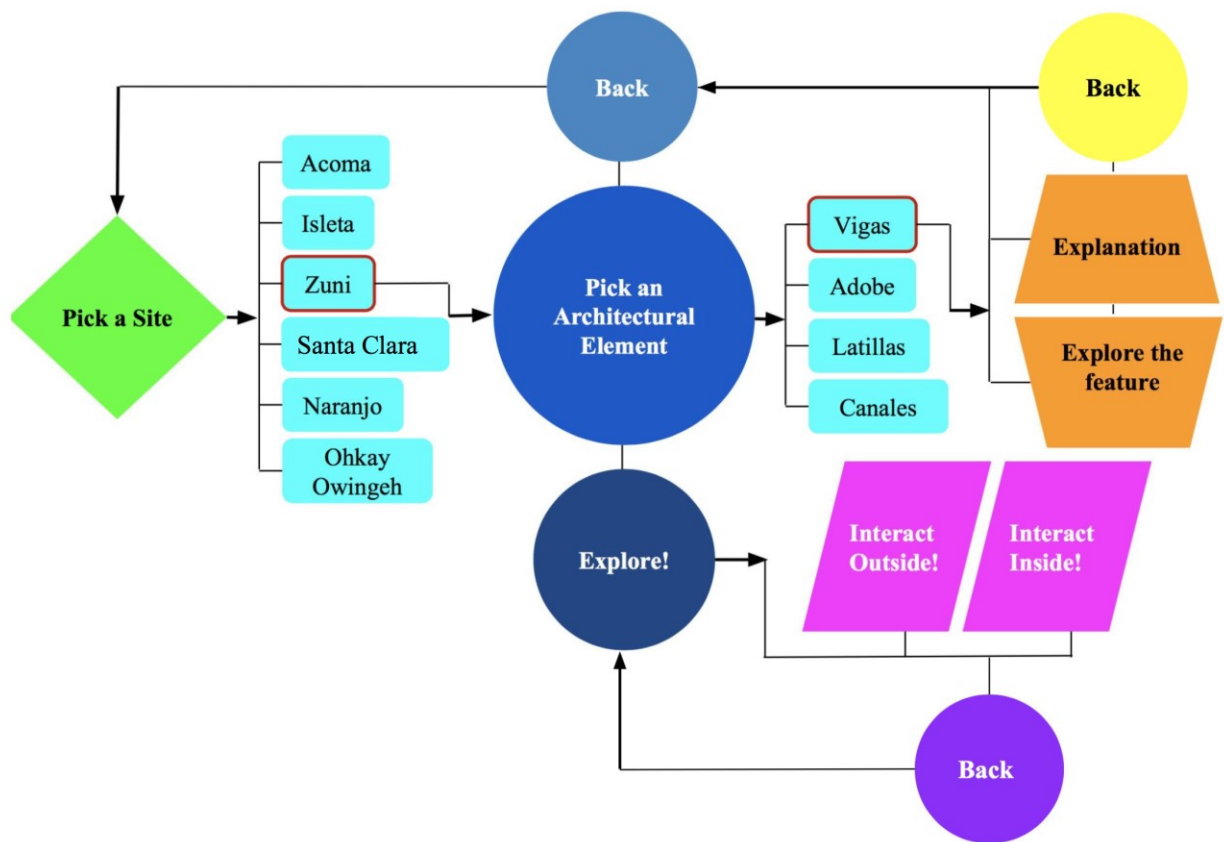 Back
Back
Acoma
Isleta
Zuni
Santa Clara
Naranjo
Ohkay
Owingeh
Pick a Site
Pick an
Architectural
Element
Vigas
Adobe
Latillas
Canales
Explanation
Explore the
feature
Explore!
Interact
Outside!
Interact
Inside!
Back